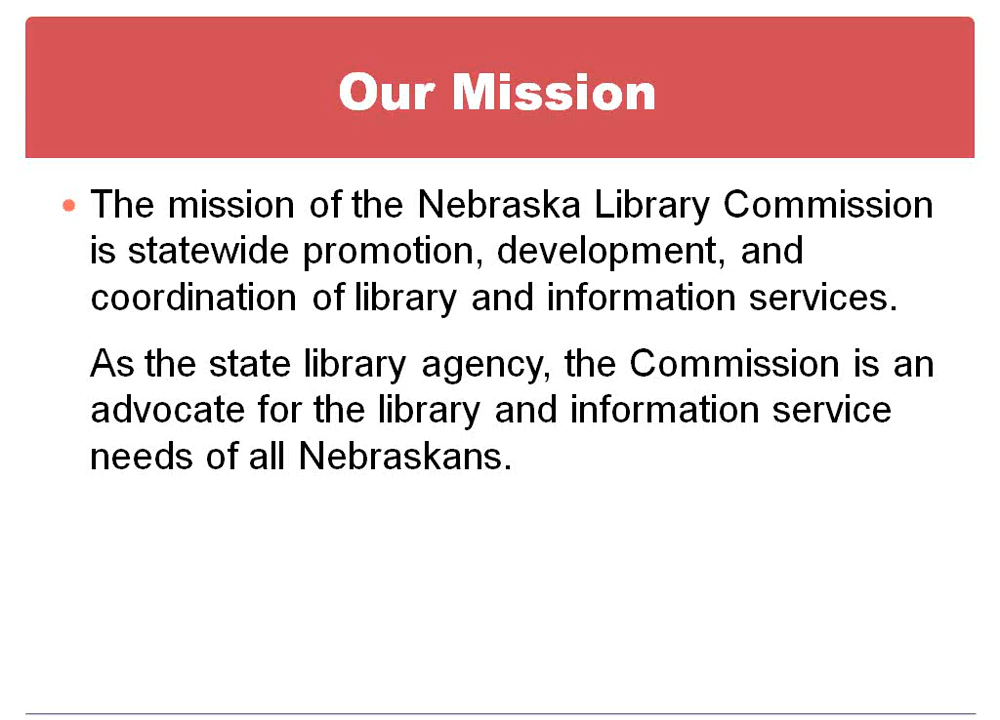 Our Mission
• The mission of the Nebraska Library Commission
is statewide promotion, development, and
coordination of library and information services.
As the state library agency, the Commission is an
advocate for the library and information service
needs of all Nebraskans.